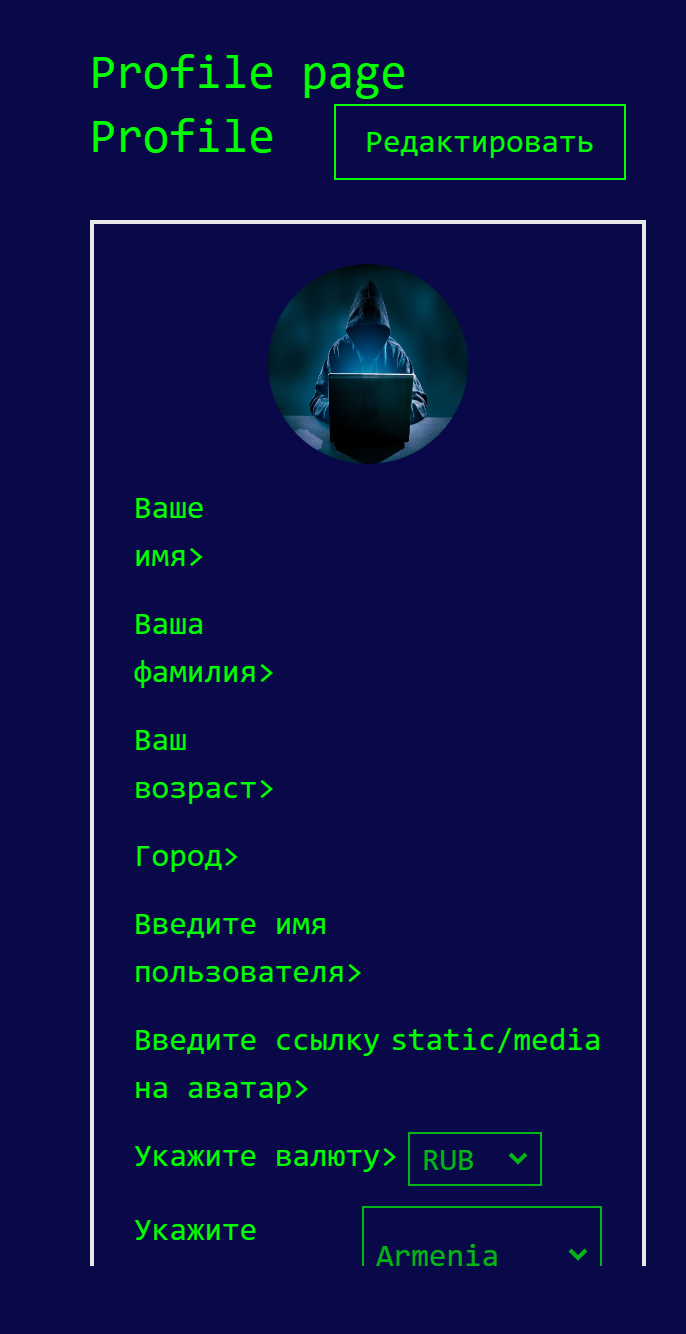 Profile page
Profile
Редактировать
Ваше
имя>
Ваша
фамилия>
Ваш
возраст>
Город>
Введите имя
пользователя>
Введите ссылку static/media
на аватар>
Укажите валюту> RUB
Укажите
Armenia